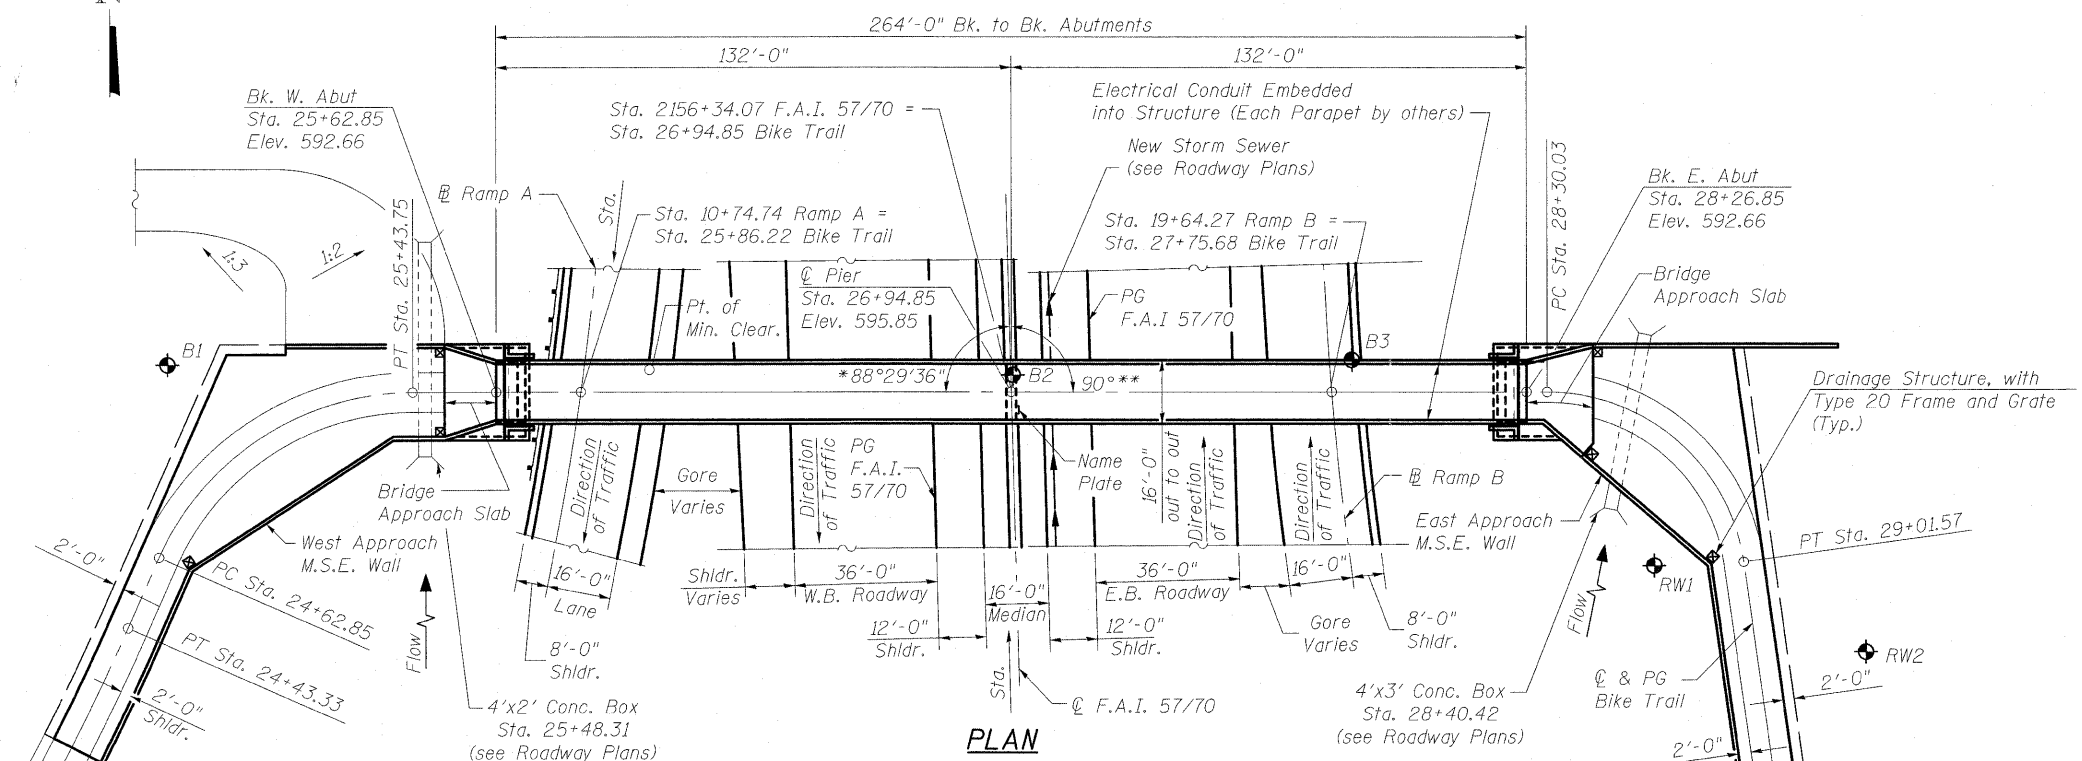 N
264'-0" Bk. to Bk. Abutments
132'-0"
132'-0"
Bk. W. Abut
Sta. 25+62.85
Elev. 592.66
Sta. 2156+34.07 F.A.I. 57/70 =
Sta. 26+94.85 Bike Trail
Electrical Conduit Embedded
into Structure (Each Parapet by others)
New Storm Sewer
(see Roadway Plans)
PC Sta. 28+30.03
Bk. E. Abut
Sta. 28+26.85
Elev. 592.66
PT Sta. 25+43.75
℄ Ramp A
Sta.
Sta. 10+74.74 Ramp A =
Sta. 25+86.22 Bike Trail
Sta. 19+64.27 Ramp B =
Sta. 27+75.68 Bike Trail
1:3
1:2
℄ Pier
Sta. 26+94.85
Elev. 595.85
PG
F.A.I 57/70
Bridge
Approach Slab
Pt. of
Min. Clear.
B1
B3
*88°29'36"
B2
90°**
Drainage Structure, with
Type 20 Frame and Grate
(Typ.)
Direction
of Traffic
Gore
Varies
Direction
of Traffic
PG
F.A.I.
57/70
Name
Plate
16'-0"
out to out
Direction
of Traffic
Direction
of Traffic
℄ Ramp B
Bridge
Approach Slab
East Approach
M.S.E. Wall
West Approach
M.S.E. Wall
PT Sta. 29+01.57
2'-0"
PC Sta. 24+62.85
PT Sta. 24+43.33
2'-0"
Shldr.
Flow
16'-0"
Lane
8'-0"
Shldr.
Shldr.
Varies
36'-0"
W.B. Roadway
12'-0"
Shldr.
16'-0"
Median
12'-0"
Shldr.
36'-0"
E.B. Roadway
Gore
Varies
16'-0"
8'-0"
Shldr.
Flow
RW1
RW2
Sta.
℄ F.A.I. 57/70
4'x2' Conc. Box
Sta. 25+48.31
(see Roadway Plans)
4'x3' Conc. Box
Sta. 28+40.42
(see Roadway Plans)
℄ & PG
Bike Trail
2'-0"
2'-0"
PLAN